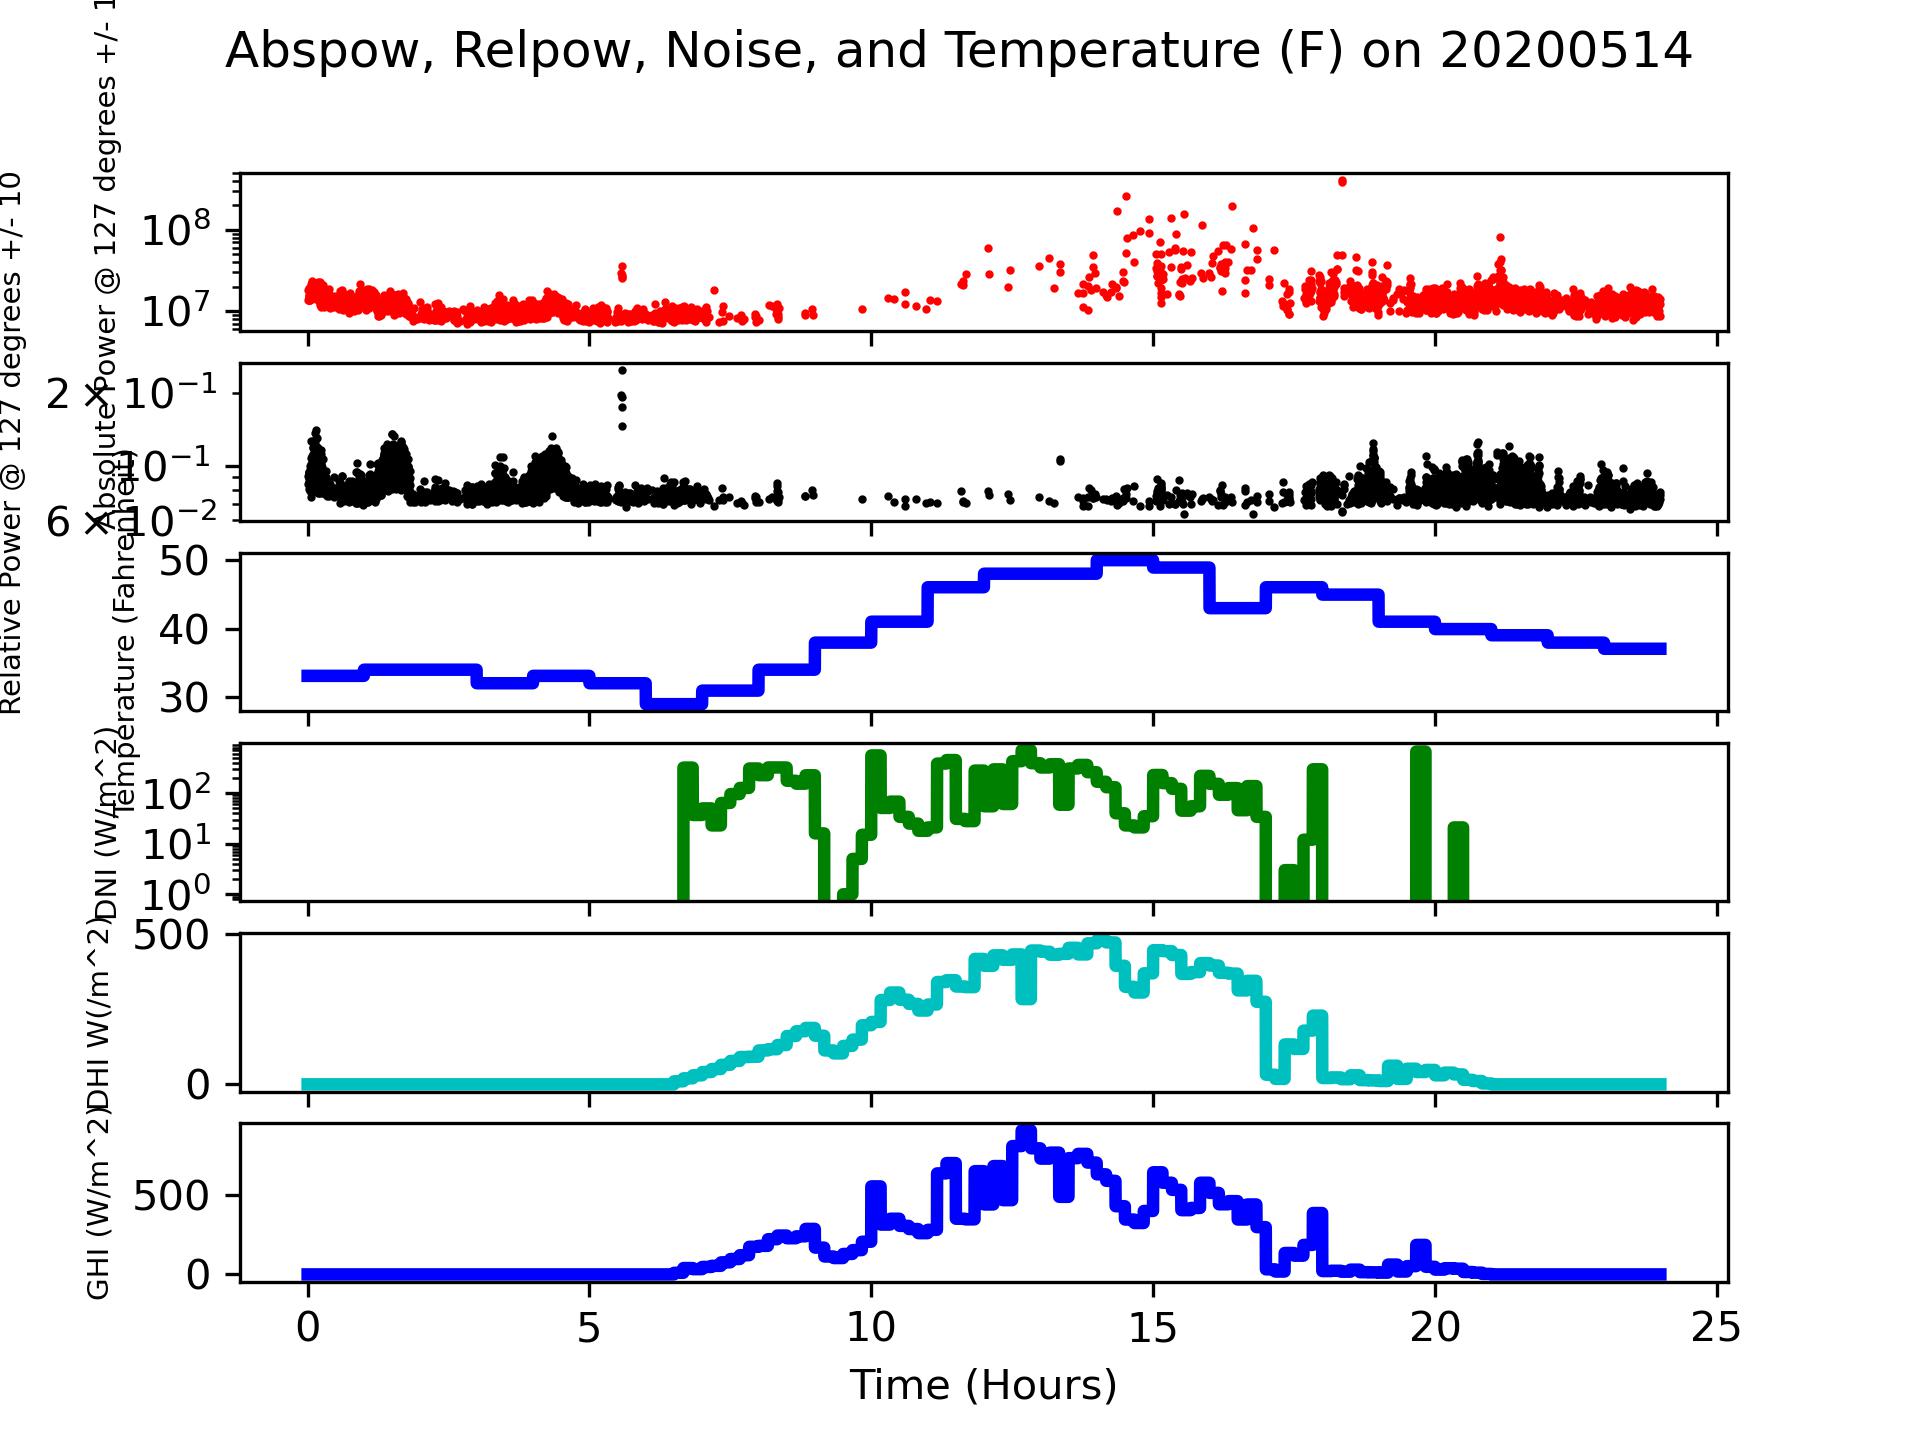 Abspow, Relpow, Noise, and Temperature (F) on 20200514
Absolute Power @ 127 degrees +/- 1
10⁸
10⁷
Relative Power @ 127 degrees +/- 10
2 × 10⁻¹
10⁻¹
6 × 10⁻²
Temperature (Fahrenheit)
50
40
30
DNI (W/m^2)
10²
10¹
10⁰
DHI W(/m^2)
500
0
GHI (W/m^2)
500
0
0 5 10 15 20 25
Time (Hours)